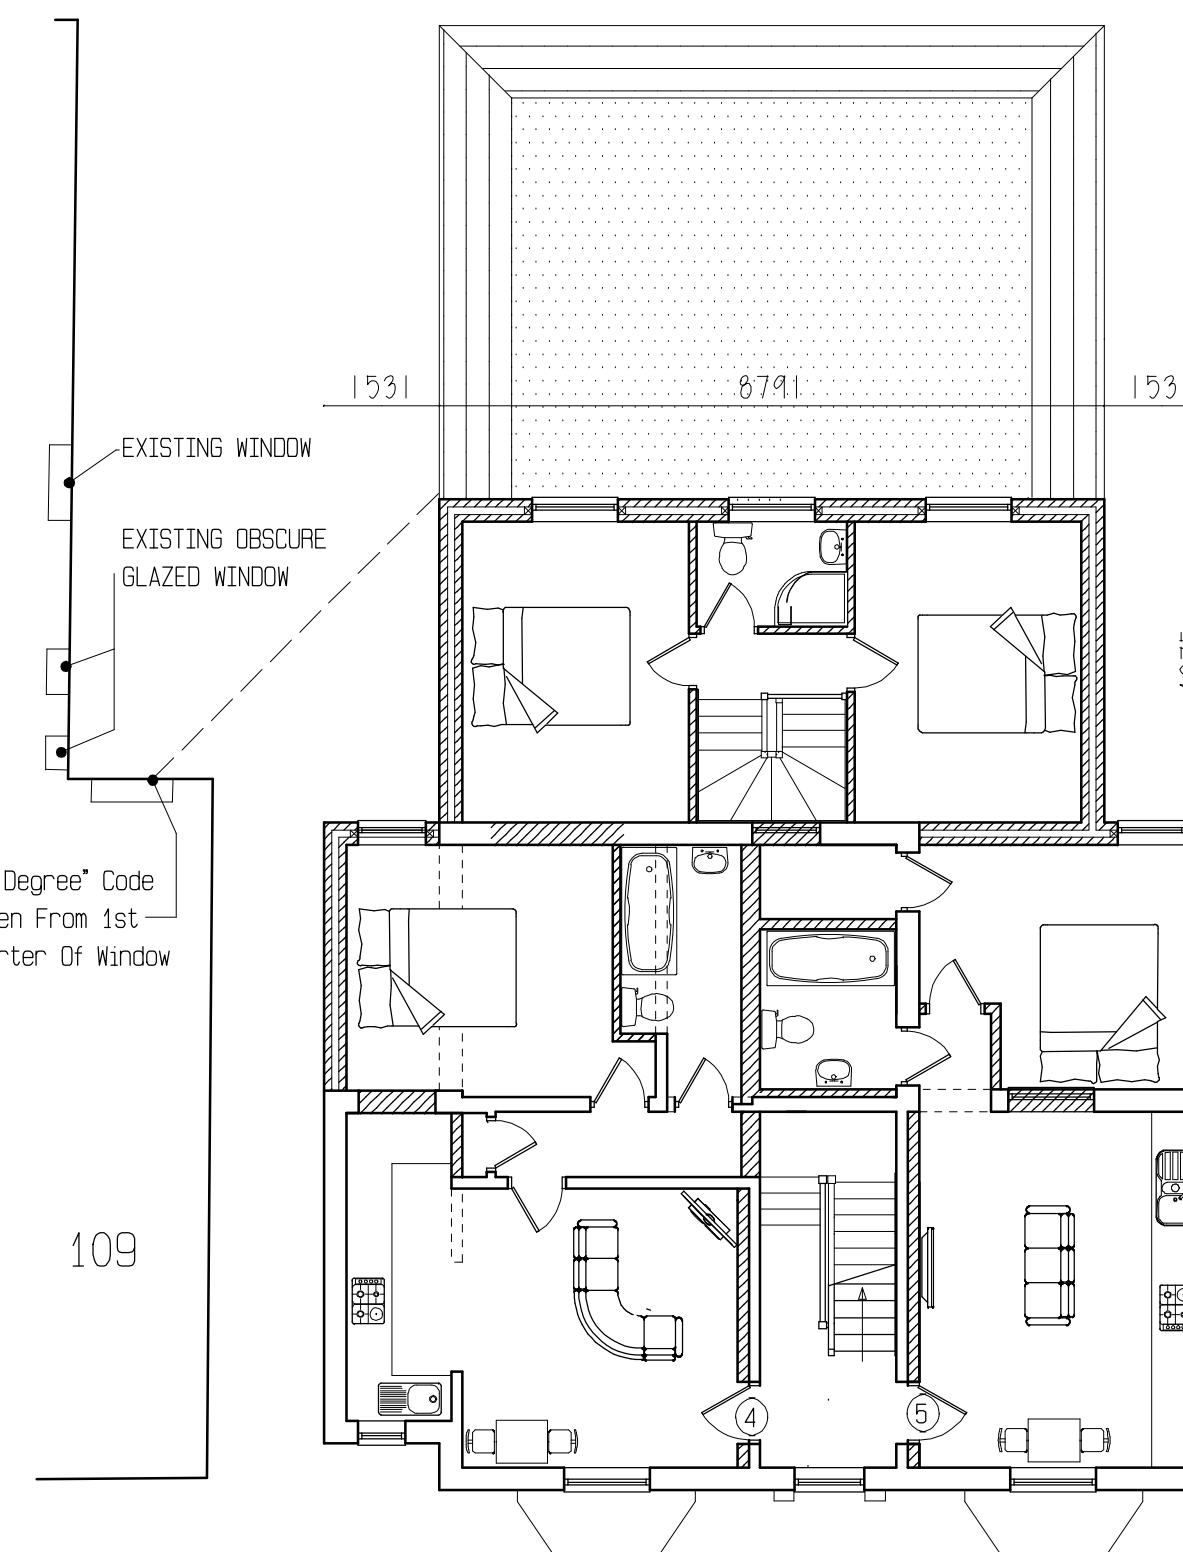 1531
8791
153
EXISTING WINDOW
EXISTING OBSCURE
GLAZED WINDOW
Degree" Code
en From 1st
rter Of Window
109
4
5